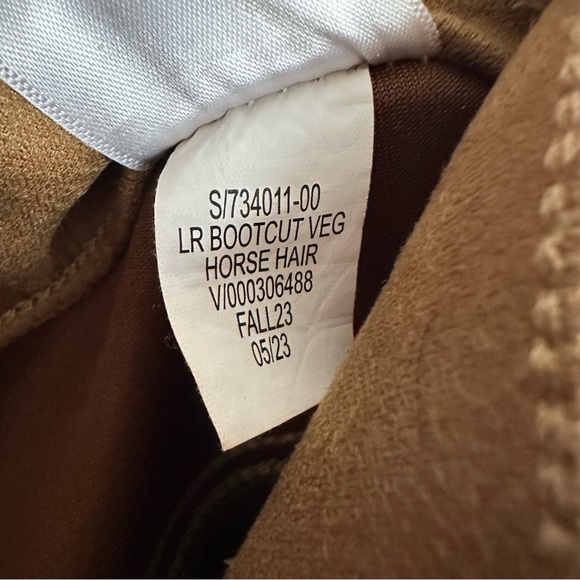 S/734011-00
LR BOOTCUT VEG
HORSE HAIR
V/000306488
FALL23
05/23